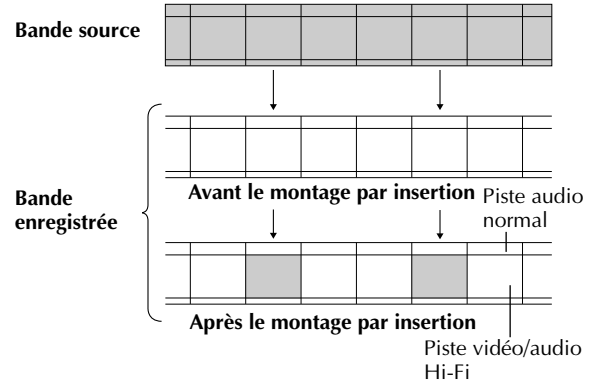 Bande source
Avant le montage par insertion
Piste audio
normal
Bande
enregistrée
Après le montage par insertion
Piste vidéo/audio
Hi-Fi